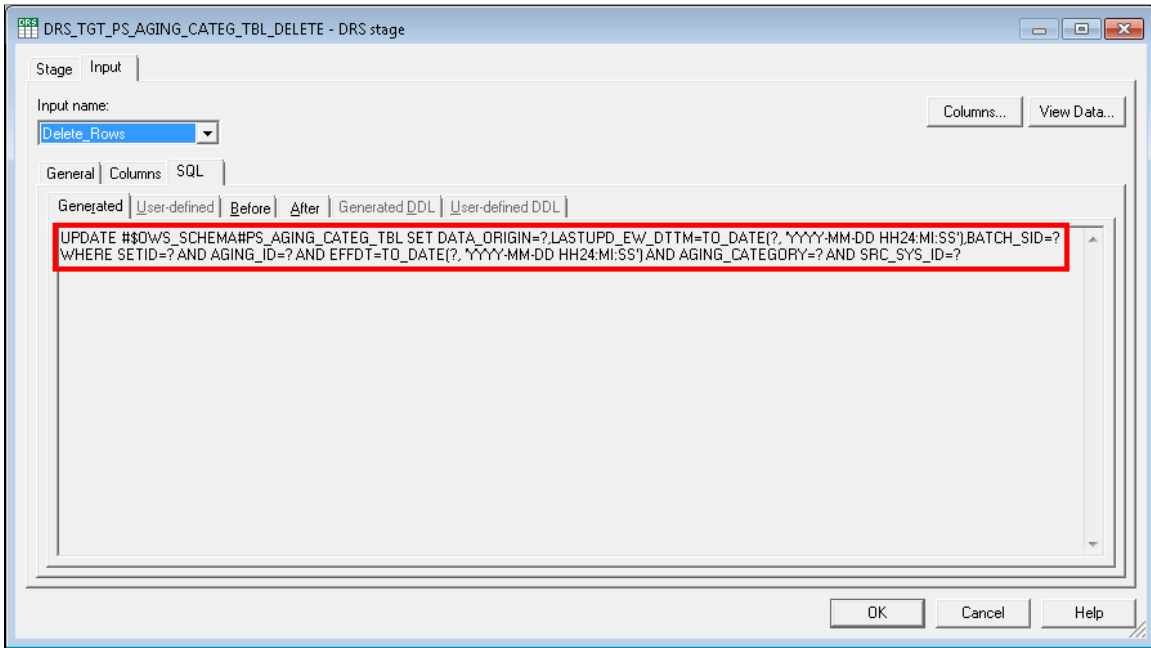 DRS
DRS_TGT_PS_AGING_CATEG_TBL_DELETE - DRS stage
Stage Input
Input name:
Delete_Rows
Columns... View Data...
General Columns SQL
Generated User-defined Before After Generated DDL User-defined DDL
UPDATE #$OWS_SCHEMA#PS_AGING_CATEG_TBL SET DATA_ORIGIN=?,LASTUPD_EW_DTTM=TO_DATE(?, 'YYYY-MM-DD HH24:MI:SS'),BATCH_SID=?
WHERE SETID=? AND AGING_ID=? AND EFFDT=TO_DATE(?, 'YYYY-MM-DD HH24:MI:SS') AND AGING_CATEGORY=? AND SRC_SYS_ID=?
OK Cancel Help